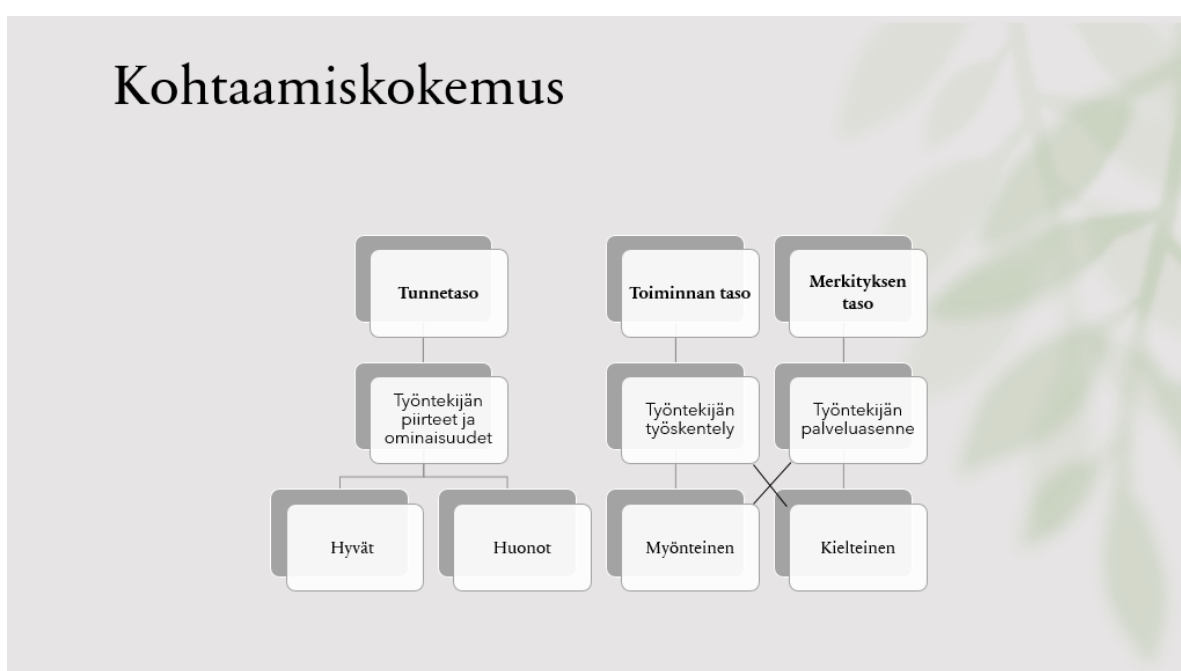 Kohtaamiskokemus
Tunnetaso
Toiminnan taso
Merkityksen
taso
Työntekijän
piirteet ja
ominaisuudet
Työntekijän
työskentely
Työntekijän
palveluasenne
Hyvät
Huonot
Myönteinen
Kielteinen